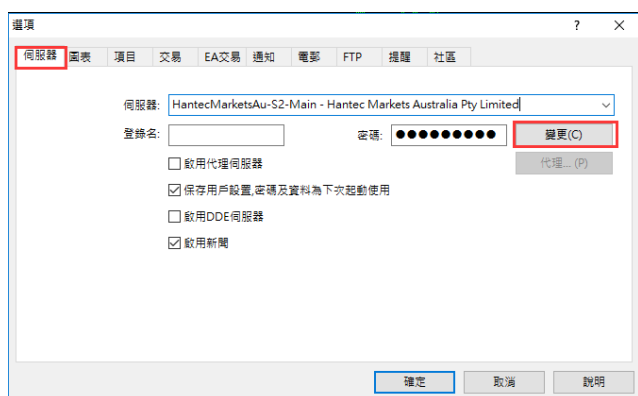 選項 ? ×
伺服器 圖表 項目 交易 EA交易 通知 電郵 FTP 提醒 社區
伺服器: HantecMarketsAu-S2-Main - Hantec Markets Australia Pty Limited
登錄名: 密碼: ●●●●●●●●● 變更(C)
啟用代理伺服器 代理... (P)
保存用戶設置,密碼及資料為下次起動使用
啟用DDE伺服器
啟用新聞
確定 取消 說明